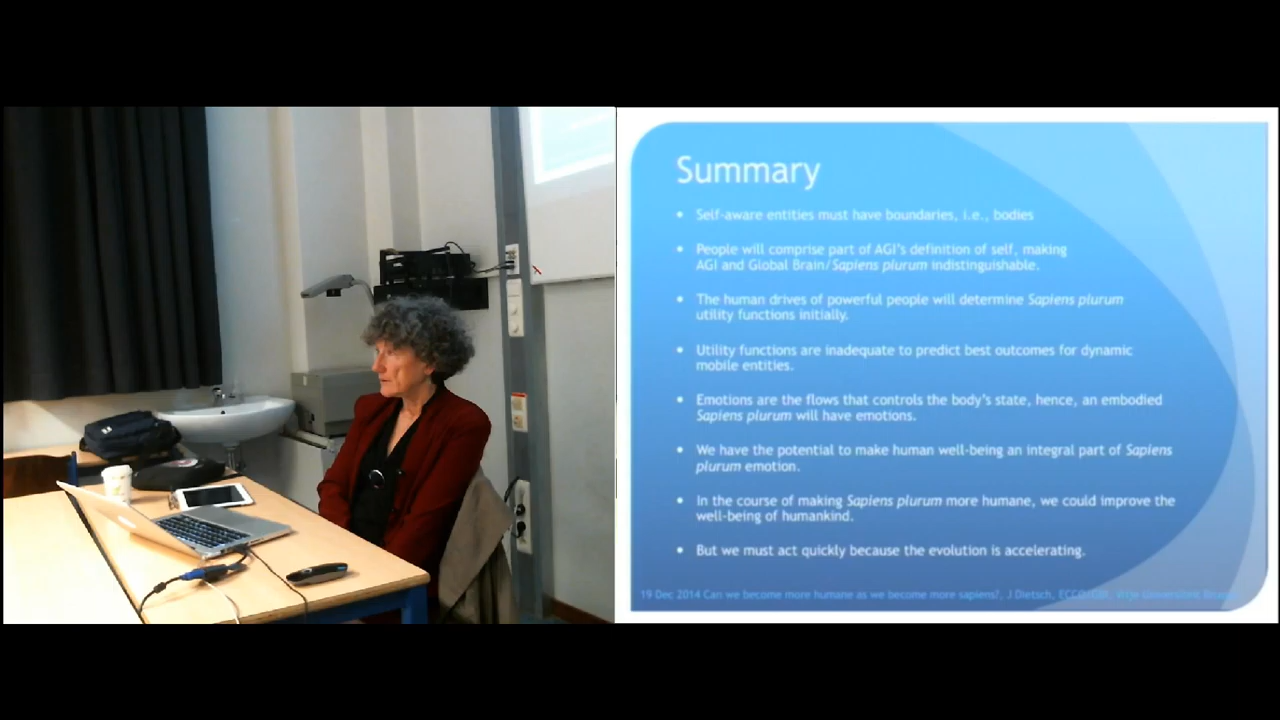 Summary
• Self-aware entities must have boundaries, i.e., bodies
• People will comprise part of AGI's definition of self, making
AGI and Global Brain/Sapiens plurum indistinguishable.
• The human drives of powerful people will determine Sapiens plurum
utility functions initially.
• Utility functions are inadequate to predict best outcomes for dynamic
mobile entities.
• Emotions are the flows that controls the body's state, hence, an embodied
Sapiens plurum will have emotions.
• We have the potential to make human well-being an integral part of Sapiens
plurum emotion.
• In the course of making Sapiens plurum more humane, we could improve the
well-being of humankind.
• But we must act quickly because the evolution is accelerating.
19 Dec 2014 Can we become more humane as we become more sapiens?, J Dietsch,